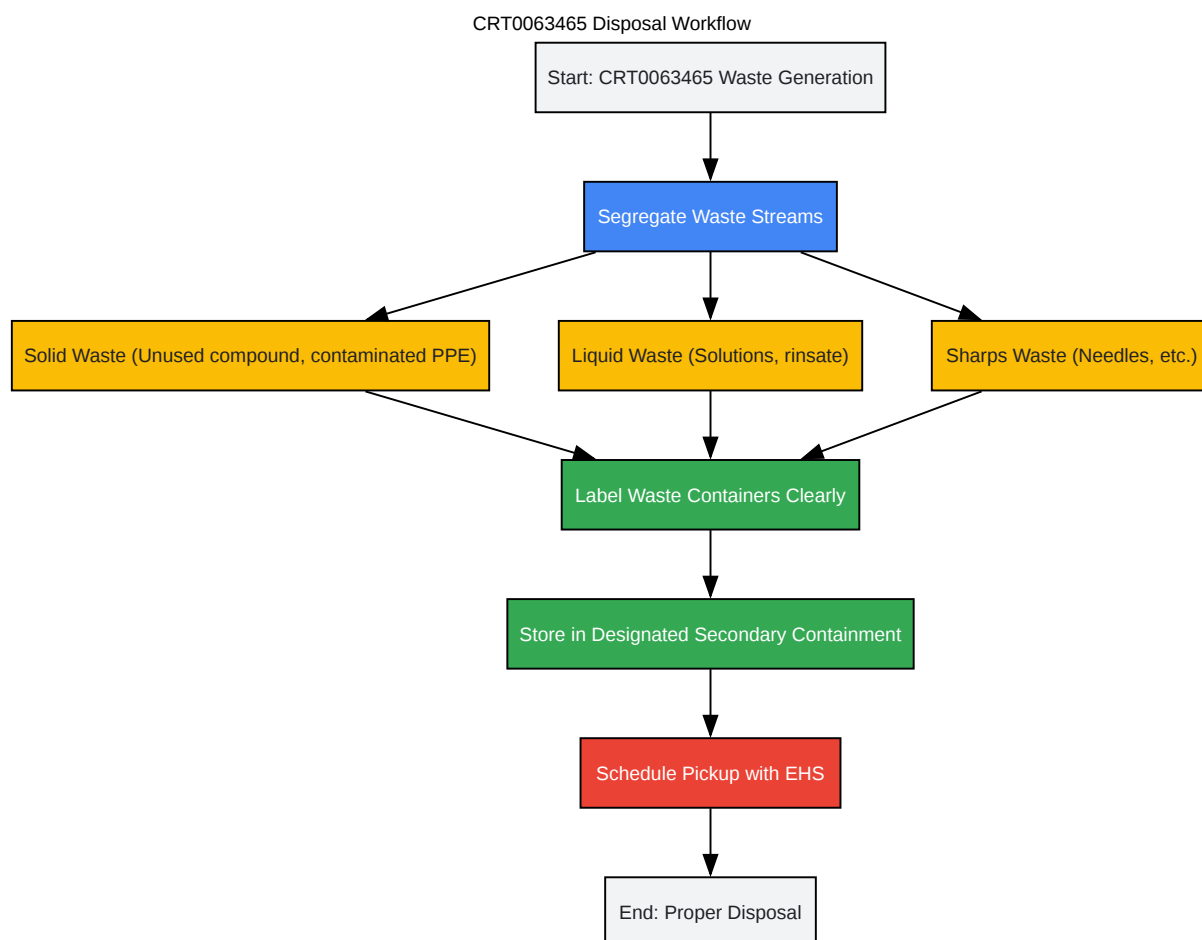 CRT0063465 Disposal Workflow
Start: CRT0063465 Waste Generation
Segregate Waste Streams
Solid Waste (Unused compound, contaminated PPE)
Liquid Waste (Solutions, rinsate)
Sharps Waste (Needles, etc.)
Label Waste Containers Clearly
Store in Designated Secondary Containment
Schedule Pickup with EHS
End: Proper Disposal